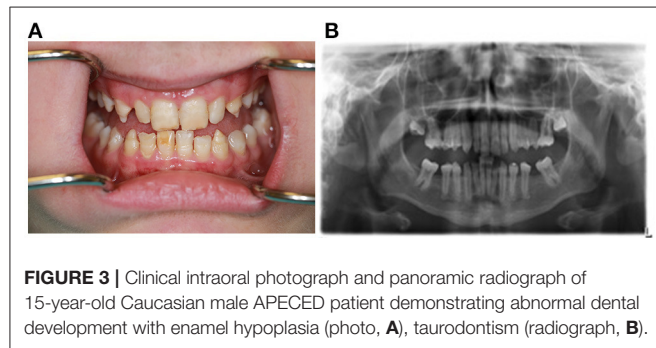 A
B
L
FIGURE 3 | Clinical intraoral photograph and panoramic radiograph of
15-year-old Caucasian male APECED patient demonstrating abnormal dental
development with enamel hypoplasia (photo, A), taurodontism (radiograph, B).